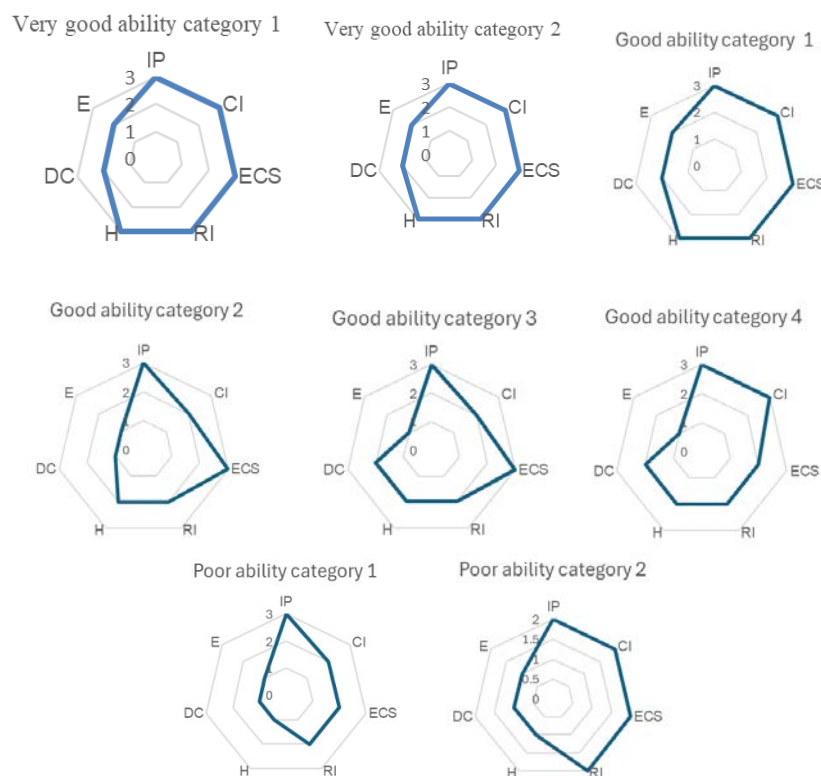 Very good ability category 1
IP
3
2
1
0
E
CI
DC
ECS
H
RI
Very good ability category 2
IP
3
2
1
0
E
CI
DC
ECS
H
RI
Good ability category 1
IP
3
2
1
0
E
CI
DC
ECS
H
RI
Good ability category 2
IP
3
2
1
0
E
CI
DC
ECS
H
RI
Good ability category 3
IP
3
2
1
0
E
CI
DC
ECS
H
RI
Good ability category 4
IP
3
2
1
0
E
CI
DC
ECS
H
RI
Poor ability category 1
IP
3
2
1
0
E
CI
DC
ECS
H
RI
Poor ability category 2
IP
2
1.5
1
0.5
0
E
CI
DC
ECS
H
RI